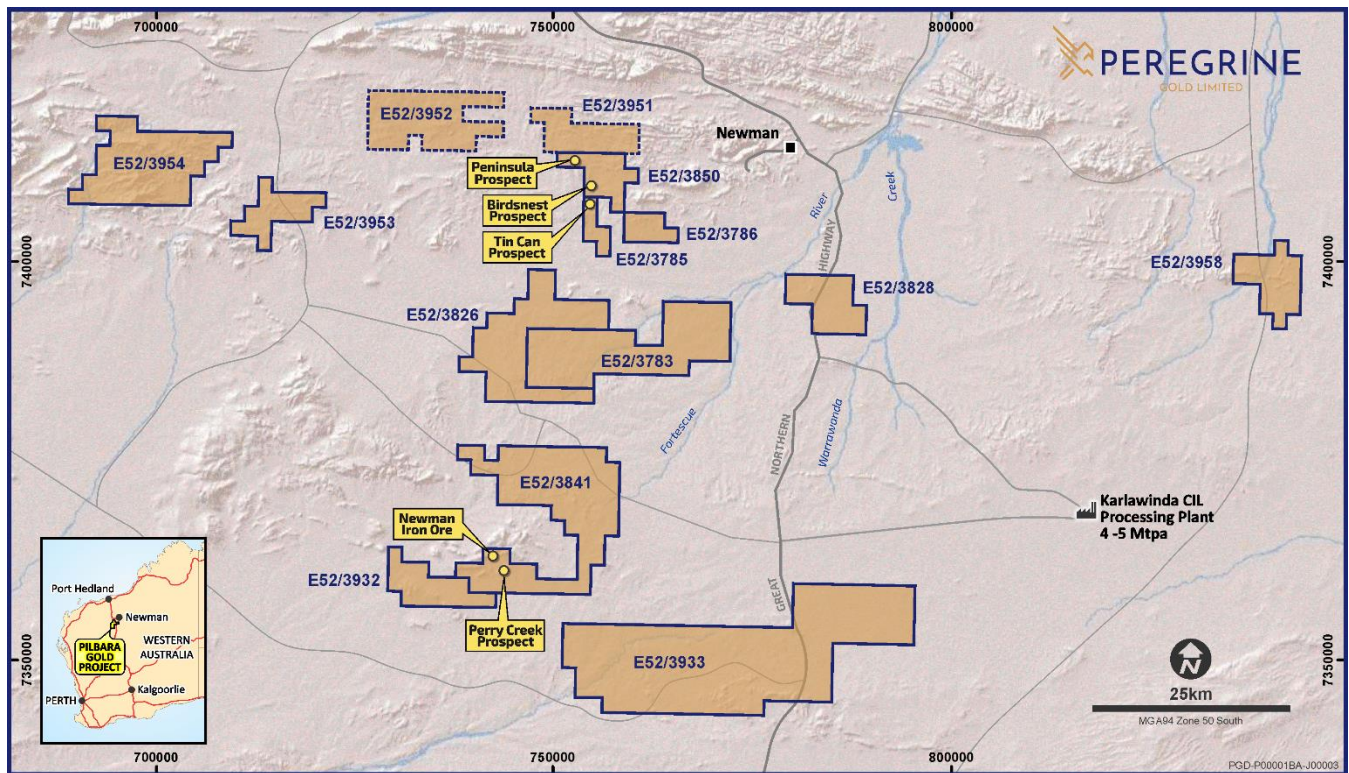 700000
750000
800000
PEREGRINE
GOLD LIMITED
E52/3952
E52/3951
Newman
E52/3954
Peninsula
Prospect
E52/3850
Birdsnest
Prospect
E52/3953
River
Creek
Tin Can
Prospect
E52/3786
E52/3785
HIGHWAY
7400000
E52/3958
7400000
E52/3828
E52/3826
E52/3783
Fortescue
NORTHERN
Warrawanda
E52/3841
Newman
Iron Ore
Karlawinda CIL
Processing Plant
4 -5 Mtpa
E52/3932
GREAT
Perry Creek
Prospect
E52/3933
Port Hedland
Newman
WESTERN
AUSTRALIA
PILBARA
GOLD
PROJECT
Kalgoorlie
PERTH
7350000
7350000
N
25km
MGA94 Zone 50 South
700000
750000
800000
PGD-P00001BA-J00003